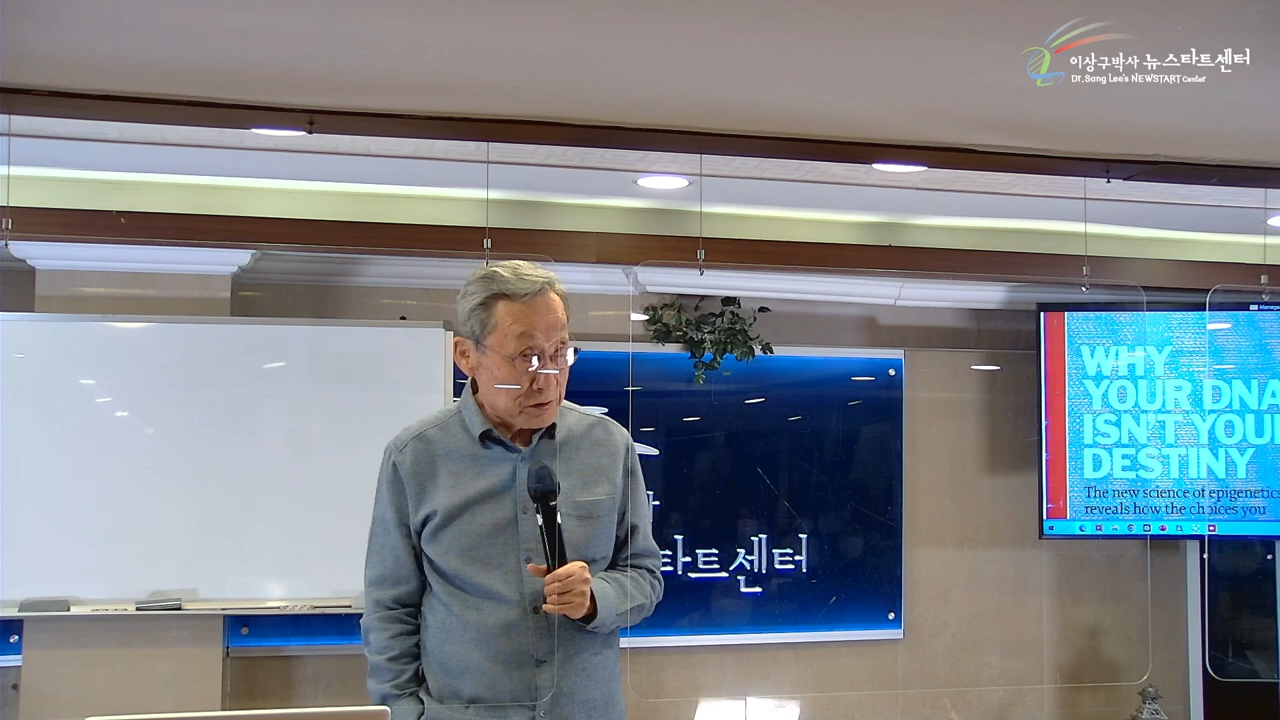 이상구박사 뉴스타트센터
Dr. Sang Lee's NEWSTART Center
WHY
YOUR DNA
ISN'T YOU
DESTINY
The new science of epigenetic
reveals how the choices you
타트센터